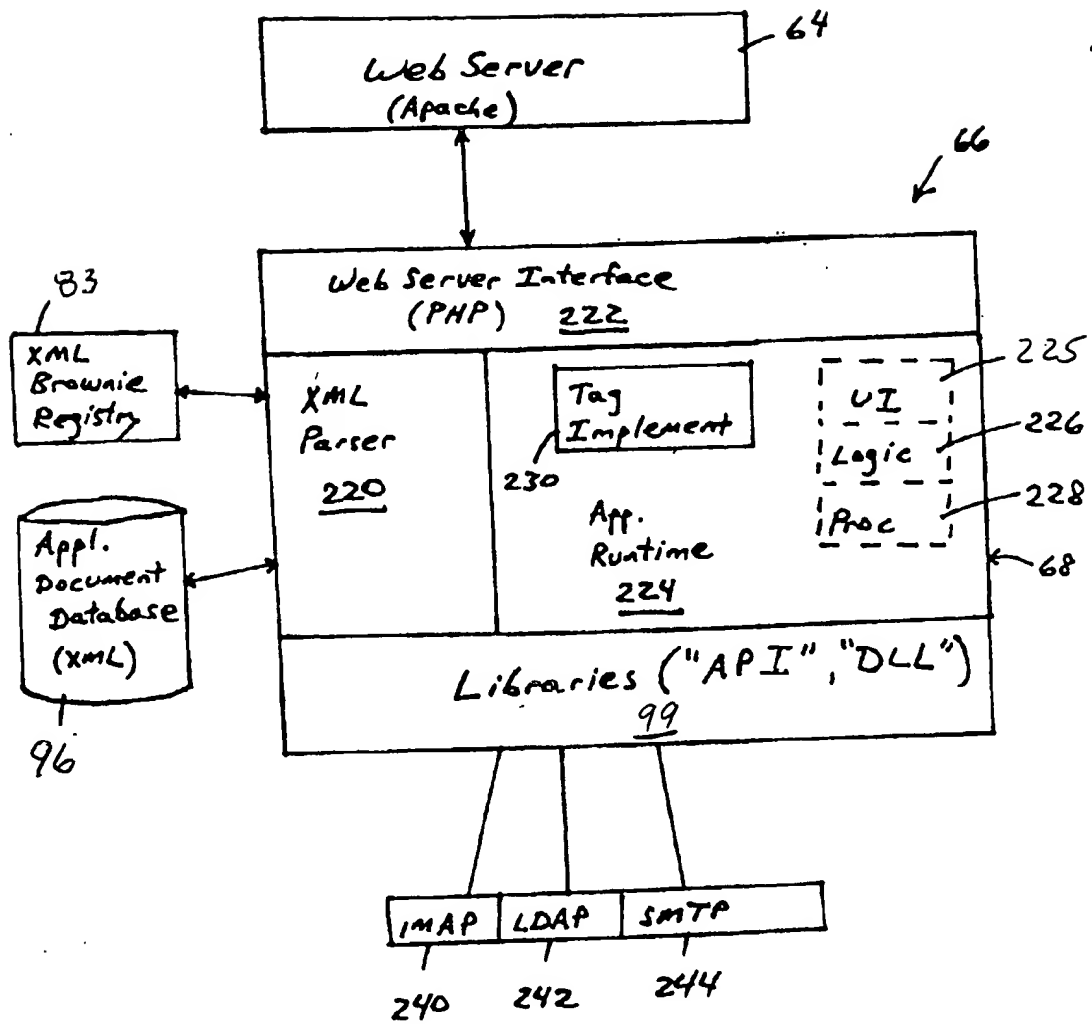 Web Server
(Apache)
64
66
Web Server Interface
(PHP) 222
83
XML
Brownie
Registry
XML
Parser
220
Tag
Implement
230
App.
Runtime
224
UI
Logic
Proc
225
226
228
68
Appl.
Document
Database
(XML)
96
Libraries ("API", "DLL")
99
IMAP LDAP SMTP
240 242 244